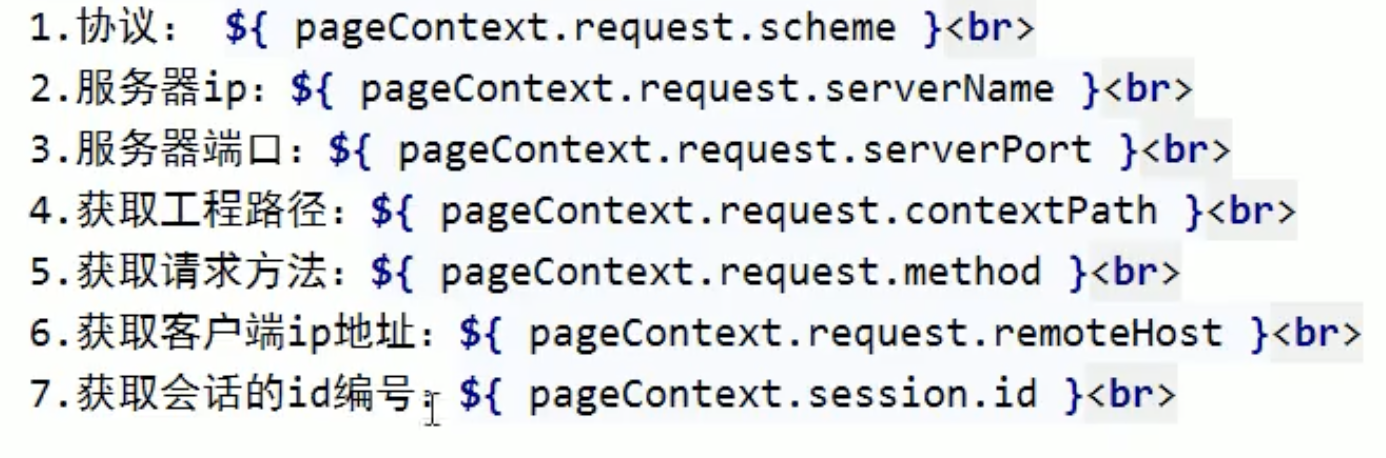 1.协议： ${ pageContext.request.scheme }<br>
2.服务器ip：${ pageContext.request.serverName }<br>
3.服务器端口：${ pageContext.request.serverPort }<br>
4.获取工程路径：${ pageContext.request.contextPath }<br>
5.获取请求方法：${ pageContext.request.method }<br>
6.获取客户端ip地址：${ pageContext.request.remoteHost }<br>
7.获取会话的id编号：${ pageContext.session.id }<br>